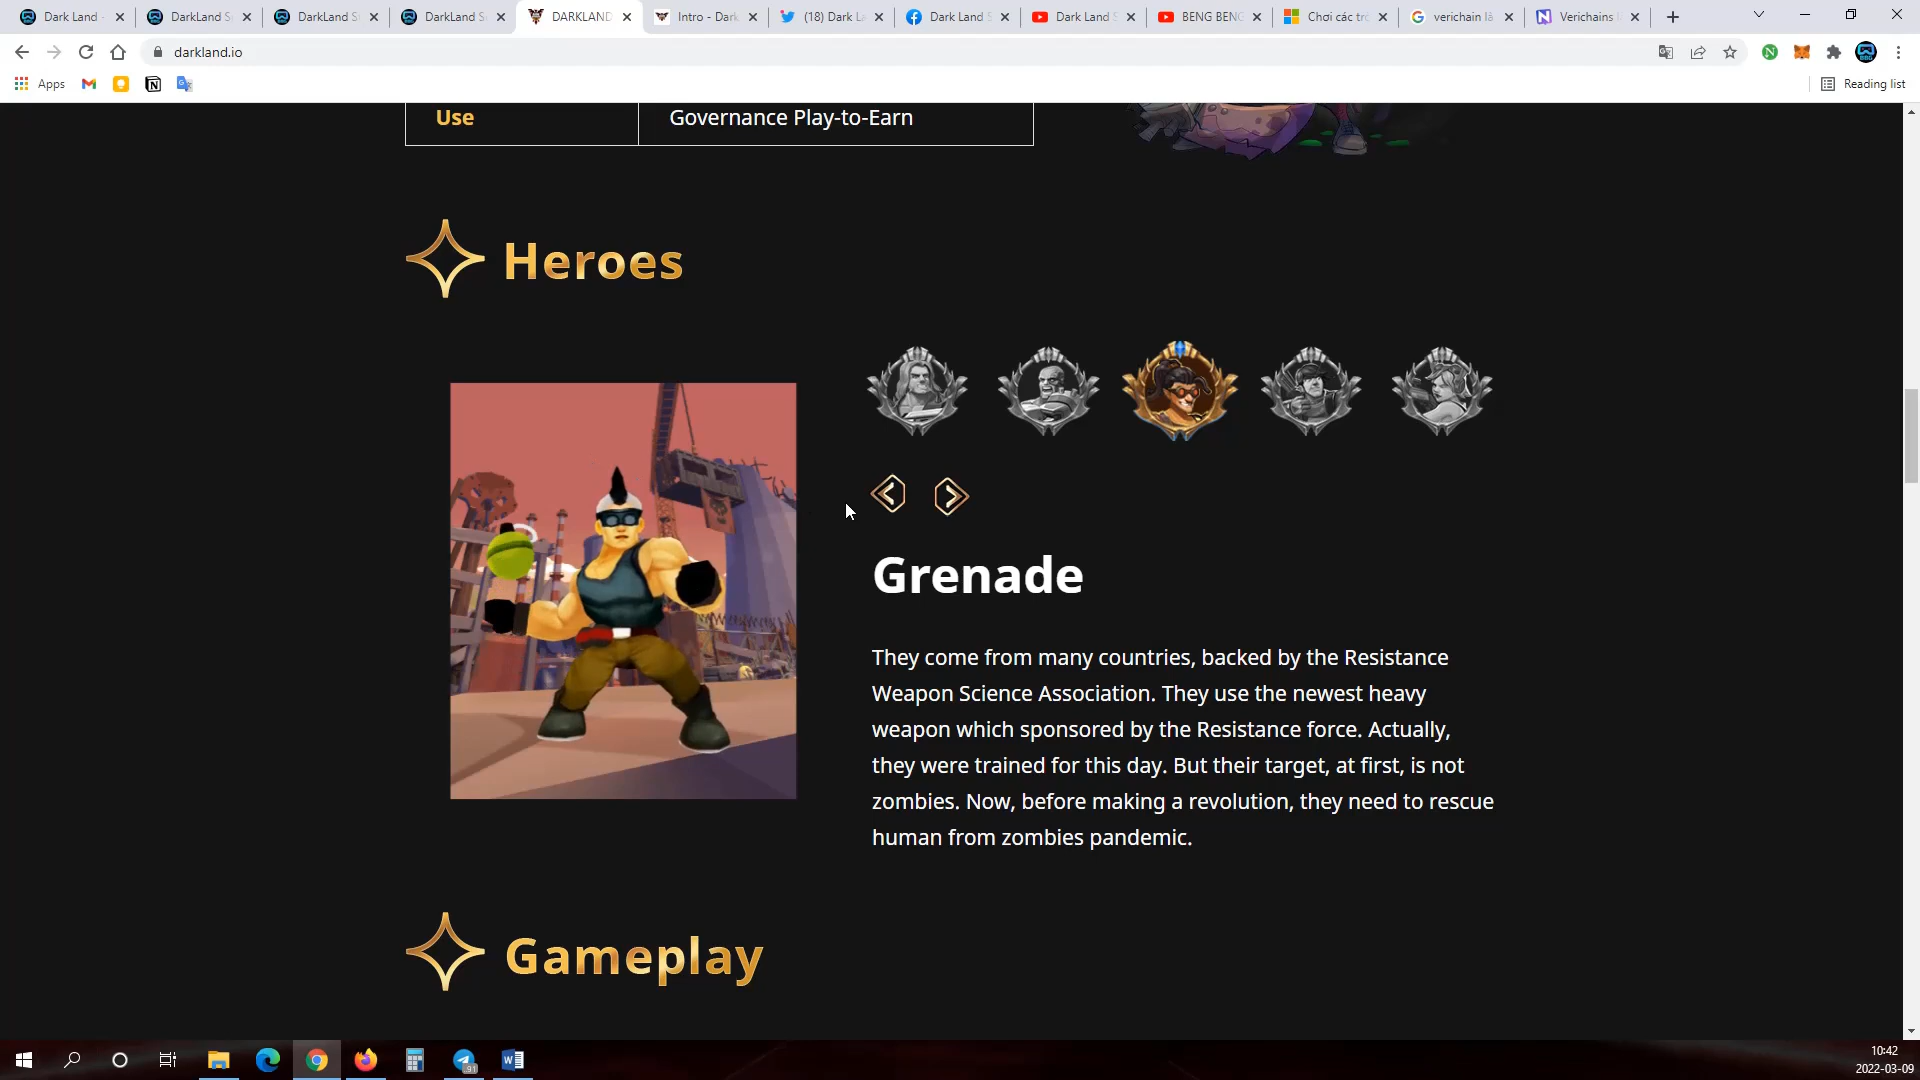 Dark Land
DarkLand S
DarkLand S
DarkLand S
DARKLAND
Intro - Dark
(18) Dark La
Dark Land S
Dark Land S
BENG BENG
Chơi các trò
verichain là
Verichains
darkland.io
Apps
Reading list
Use
Governance Play-to-Earn
Heroes
Grenade
They come from many countries, backed by the Resistance
Weapon Science Association. They use the newest heavy
weapon which sponsored by the Resistance force. Actually,
they were trained for this day. But their target, at first, is not
zombies. Now, before making a revolution, they need to rescue
human from zombies pandemic.
Gameplay
10:42
2022-03-09